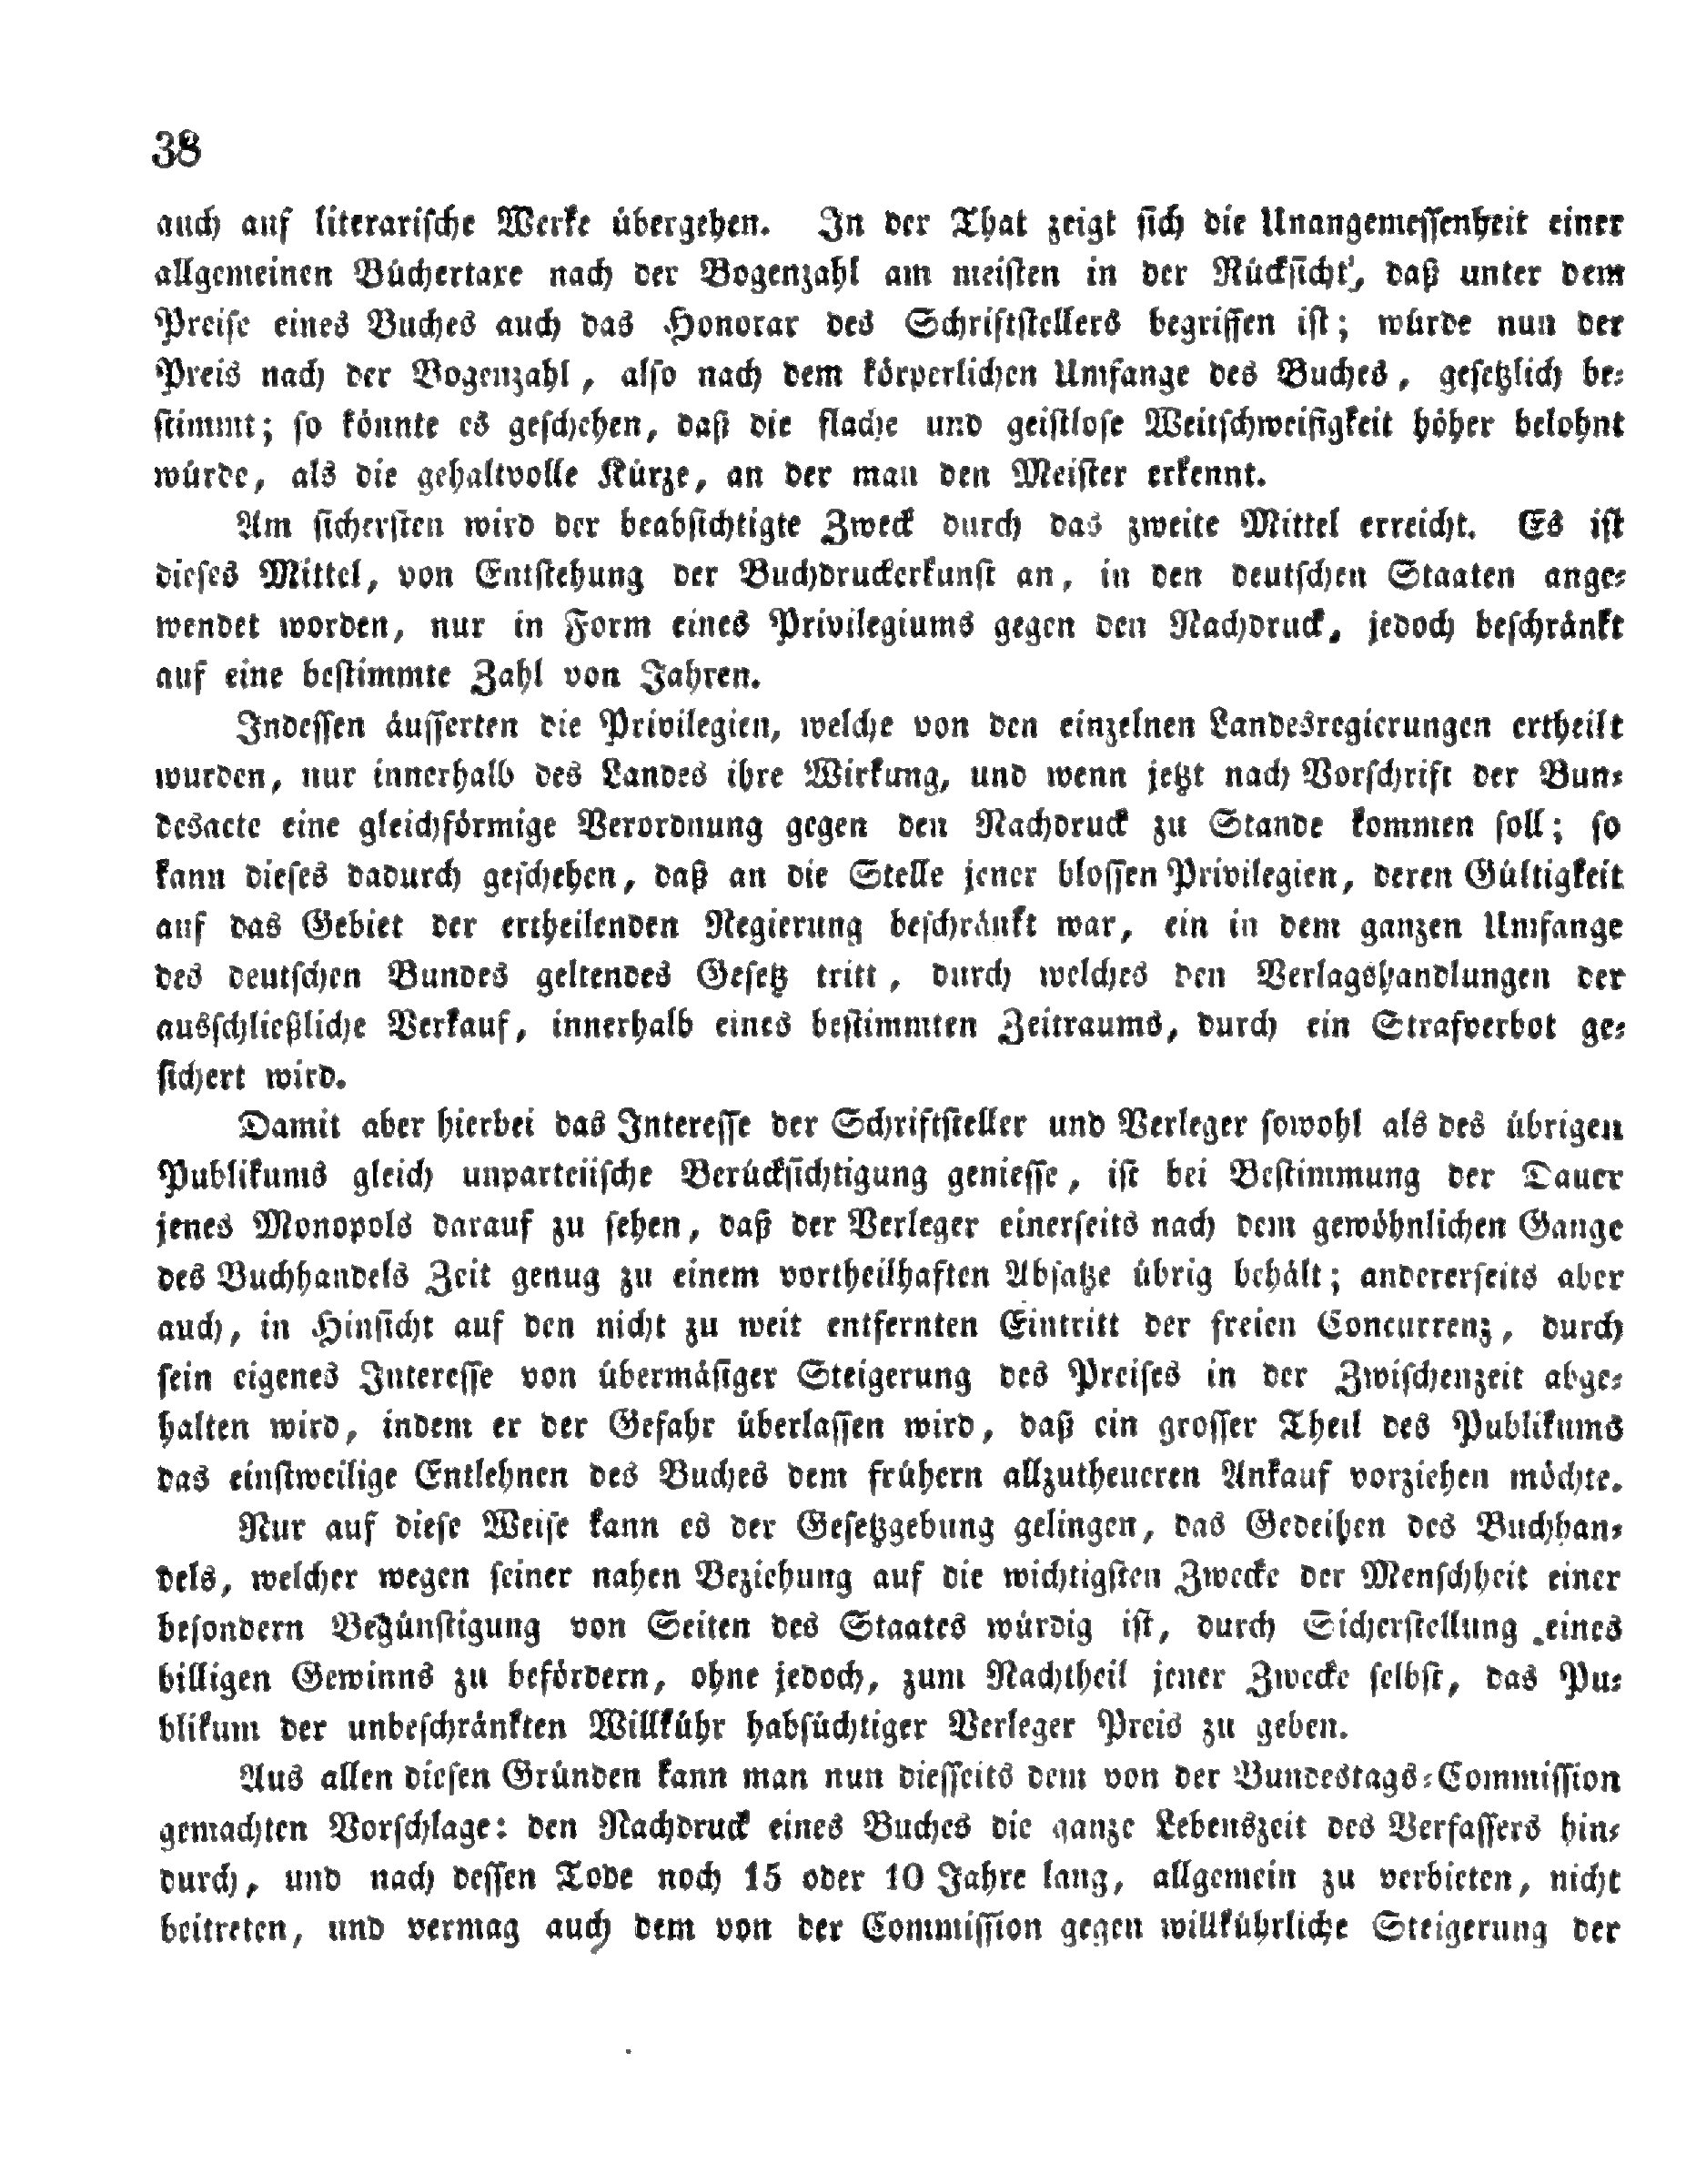 38
auch auf literariſche Werke übergehen. In der That zeigt ſich die Unangemeſſenheit einer
allgemeinen Büchertaxe nach der Bogenzahl am meiſten in der Rückſicht, daß unter dem
Preiſe eines Buches auch das Honorar des Schriftſtellers begriffen iſt; würde nun der
Preis nach der Bogenzahl, alſo nach dem körperlichen Umfange des Buches, geſetzlich be⸗
ſtimmt; ſo könnte es geſchehen, daß die flache und geiſtloſe Weitſchweifigkeit höher belohnt
würde, als die gehaltvolle Kürze, an der man den Meiſter erkennt.
Am ſicherſten wird der beabſichtigte Zweck durch das zweite Mittel erreicht. Es iſt
dieſes Mittel, von Entſtehung der Buchdruckerkunſt an, in den deutſchen Staaten ange⸗
wendet worden, nur in Form eines Privilegiums gegen den Nachdruck, jedoch beſchränkt
auf eine beſtimmte Zahl von Jahren.
Indeſſen äuſſerten die Privilegien, welche von den einzelnen Landesregierungen ertheilt
wurden, nur innerhalb des Landes ihre Wirkung, und wenn jetzt nach Vorſchrift der Bun⸗
desacte eine gleichförmige Verordnung gegen den Nachdruck zu Stande kommen ſoll; ſo
kann dieſes dadurch geſchehen, daß an die Stelle jener bloſſen Privilegien, deren Gültigkeit
auf das Gebiet der ertheilenden Regierung beſchränkt war, ein in dem ganzen Umfange
des deutſchen Bundes geltendes Geſetz tritt, durch welches den Verlagshandlungen der
ausſchließliche Verkauf, innerhalb eines beſtimmten Zeitraums, durch ein Strafverbot ge⸗
ſichert wird.
Damit aber hierbei das Intereſſe der Schriftſteller und Verleger ſowohl als des übrigen
Publikums gleich unparteiiſche Berückſichtigung genieſſe, iſt bei Beſtimmung der Dauer
jenes Monopols darauf zu ſehen, daß der Verleger einerſeits nach dem gewöhnlichen Gange
des Buchhandels Zeit genug zu einem vortheilhaften Abſatze übrig behält; andererſeits aber
auch, in Hinſicht auf den nicht zu weit entfernten Eintritt der freien Concurrenz, durch
ſein eigenes Intereſſe von übermäſiger Steigerung des Preiſes in der Zwiſchenzeit abge⸗
halten wird, indem er der Gefahr überlaſſen wird, daß ein groſſer Theil des Publikums
das einſtweilige Entlehnen des Buches dem frühern allzutheueren Ankauf vorziehen möchte.
Nur auf dieſe Weiſe kann es der Geſetzgebung gelingen, das Gedeihen des Buchhan⸗
dels, welcher wegen ſeiner nahen Beziehung auf die wichtigſten Zwecke der Menſchheit einer
beſondern Begünſtigung von Seiten des Staates würdig iſt, durch Sicherſtellung eines
billigen Gewinns zu befördern, ohne jedoch, zum Nachtheil jener Zwecke ſelbſt, das Pu⸗
blikum der unbeſchränkten Willkühr habſüchtiger Verleger Preis zu geben.
Aus allen dieſen Gründen kann man nun dieſſeits dem von der Bundestags⸗Commiſſion
gemachten Vorſchlage: den Nachdruck eines Buches die ganze Lebenszeit des Verfaſſers hin⸗
durch, und nach deſſen Tode noch 15 oder 10 Jahre lang, allgemein zu verbieten, nicht
beitreten, und vermag auch dem von der Commiſſion gegen willkührliche Steigerung der